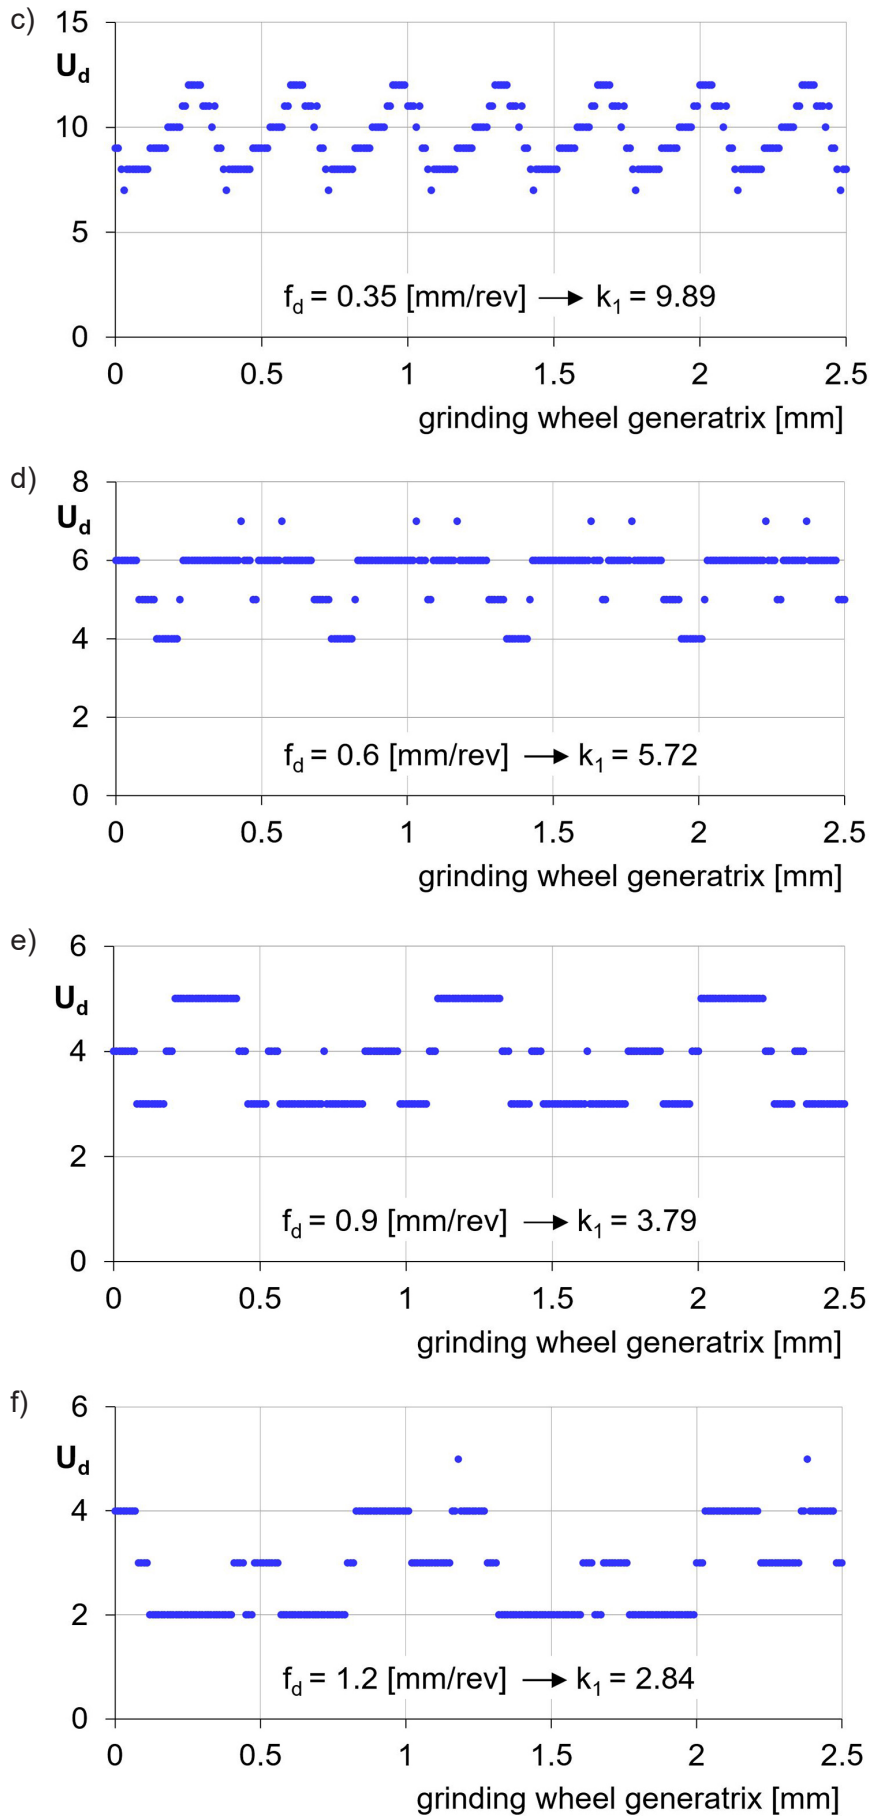 c)
15
U_d
10
5
f_d = 0.35 [mm/rev] → k_1 = 9.89
0
0 0.5 1 1.5 2 2.5
grinding wheel generatrix [mm]
d)
8
U_d
6
4
2
f_d = 0.6 [mm/rev] → k_1 = 5.72
0
0 0.5 1 1.5 2 2.5
grinding wheel generatrix [mm]
e)
6
U_d
4
2
f_d = 0.9 [mm/rev] → k_1 = 3.79
0
0 0.5 1 1.5 2 2.5
grinding wheel generatrix [mm]
f)
6
U_d
4
2
f_d = 1.2 [mm/rev] → k_1 = 2.84
0
0 0.5 1 1.5 2 2.5
grinding wheel generatrix [mm]